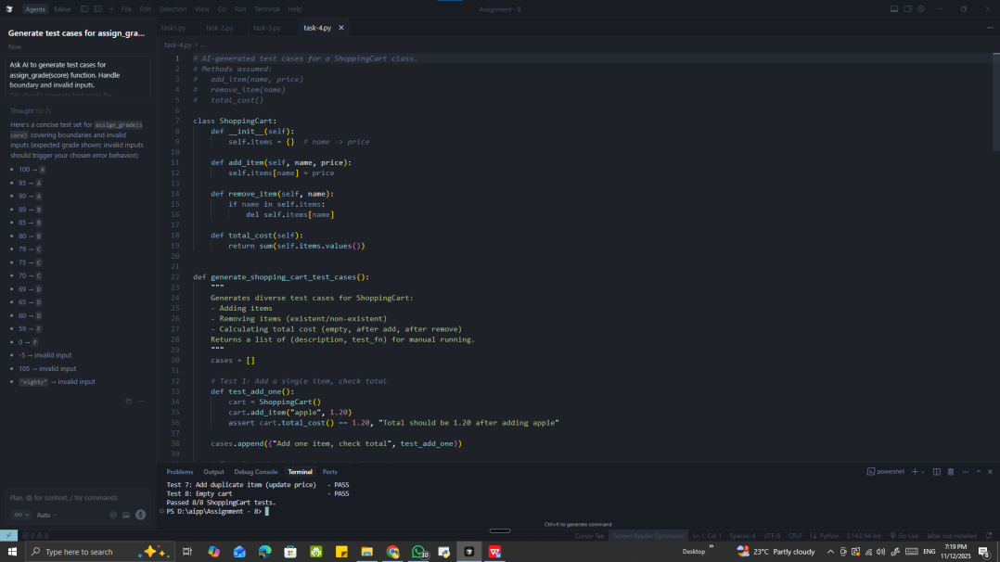 Agents
Editor
File Edit Selection View Go Run Terminal Help
Assignment - 8
Generate test cases for assign_gra...
Now
Ask AI to generate test cases for
assign_grade(score) function. Handle
boundary and invalid inputs.
Thought for 2s
Here's a concise test set for assign_grade(s
core) covering boundaries and invalid
inputs (expected grade shown; invalid inputs
should trigger your chosen error behavior):
100 → A
95 → A
90 → A
89 → B
85 → B
80 → B
79 → C
75 → C
70 → C
69 → D
65 → D
60 → D
59 → F
0 → F
-5 → invalid input
105 → invalid input
"eighty" → invalid input
Plan, @ for context, / for commands
Auto
task1.py task-2.py task-3.py task-4.py
task-4.py > ...
1 # AI-generated test cases for a ShoppingCart class.
2 # Methods assumed:
3 #   add_item(name, price)
4 #   remove_item(name)
5 #   total_cost()
6
7 class ShoppingCart:
8     def __init__(self):
9         self.items = {}  # name -> price
10
11     def add_item(self, name, price):
12         self.items[name] = price
13
14     def remove_item(self, name):
15         if name in self.items:
16             del self.items[name]
17
18     def total_cost(self):
19         return sum(self.items.values())
20
21
22 def generate_shopping_cart_test_cases():
23     """
24     Generates diverse test cases for ShoppingCart:
25     - Adding items
26     - Removing items (existent/non-existent)
27     - Calculating total cost (empty, after add, after remove)
28     Returns a list of (description, test_fn) for manual running.
29     """
30     cases = []
31
32     # Test 1: Add a single item, check total
33     def test_add_one():
34         cart = ShoppingCart()
35         cart.add_item("apple", 1.20)
36         assert cart.total_cost() == 1.20, "Total should be 1.20 after adding apple"
37
38     cases.append(("Add one item, check total", test_add_one))
39
Problems Output Debug Console Terminal Ports
powershell
Test 7: Add duplicate item (update price)   - PASS
Test 8: Empty cart                          - PASS
Passed 8/8 ShoppingCart tests.
PS D:\aipp\Assignment - 8>
Ctrl+K to generate command
0 0
Cursor Tab Screen Reader Optimized Ln 1, Col 1 Spaces: 4 UTF-8 CRLF Python 3.14.0 64-bit Go Live
Type here to search
30
Desktop
23°C Partly cloudy
ENG
7:19 PM
11/12/2025
8